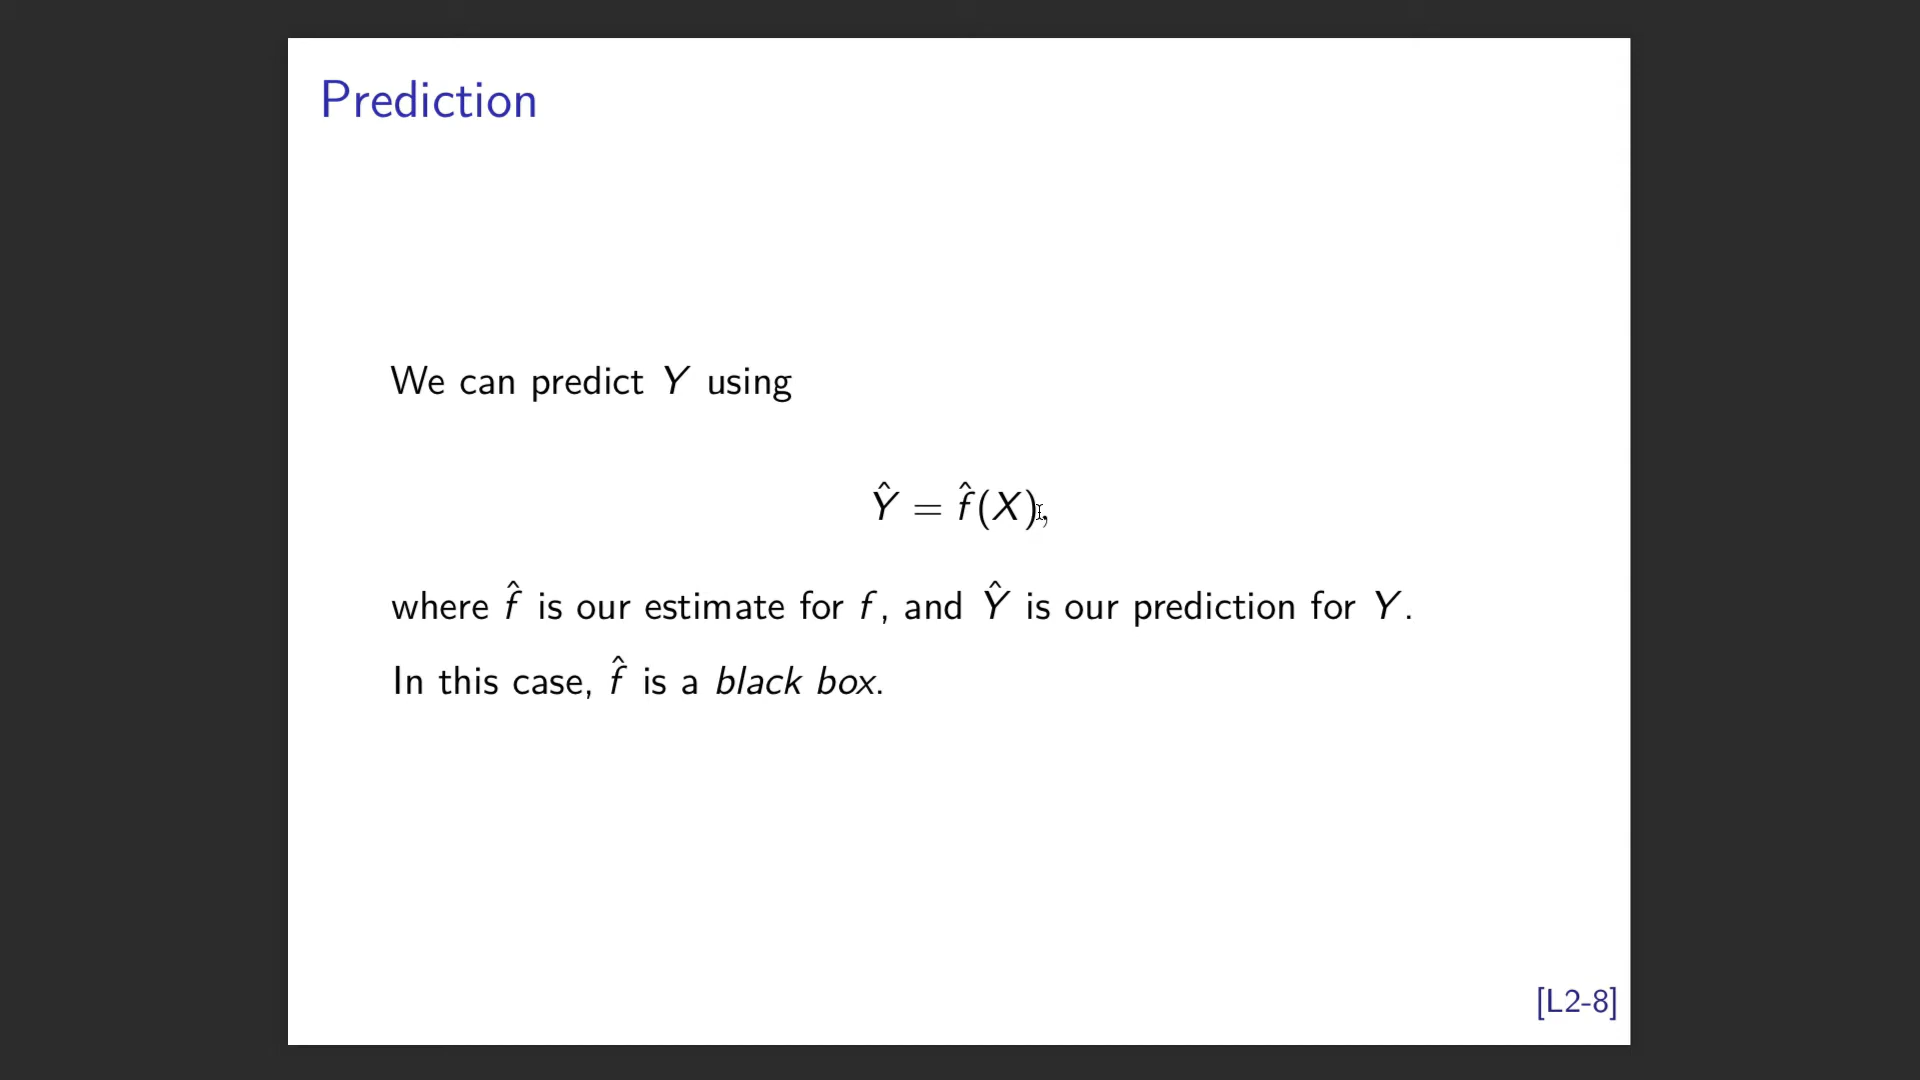 Prediction
We can predict Y using
Ŷ = f̂(X),
where f̂ is our estimate for f, and Ŷ is our prediction for Y.
In this case, f̂ is a black box.
[L2-8]